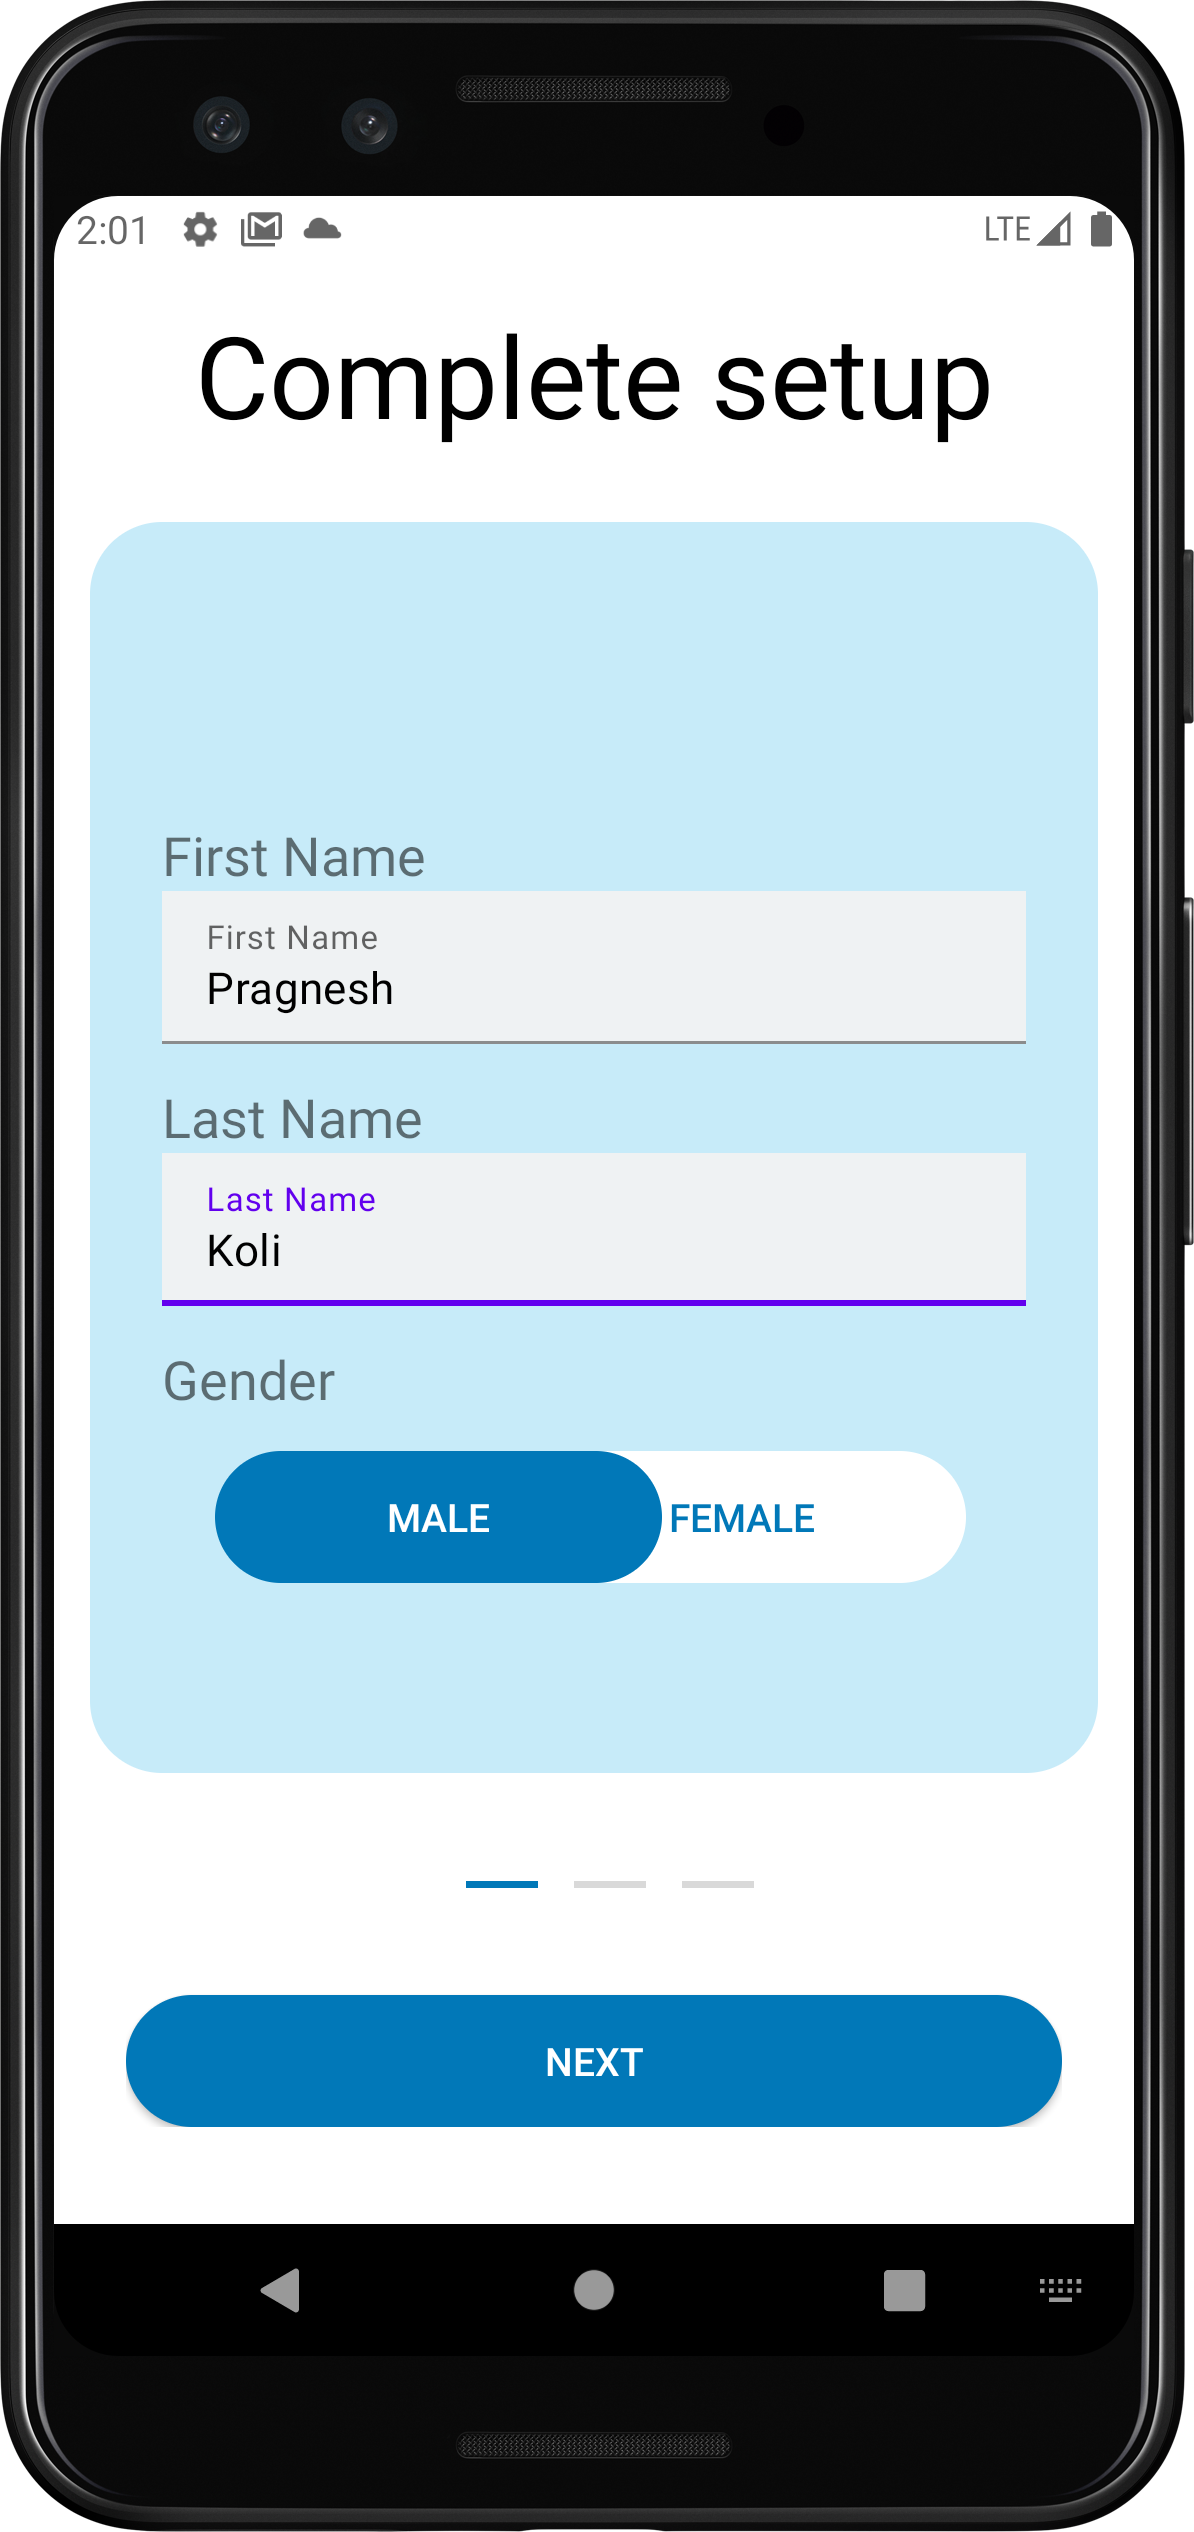 2:01 LTE
Complete setup
First Name
First Name
Pragnesh
Last Name
Last Name
Koli
Gender
MALE FEMALE
NEXT